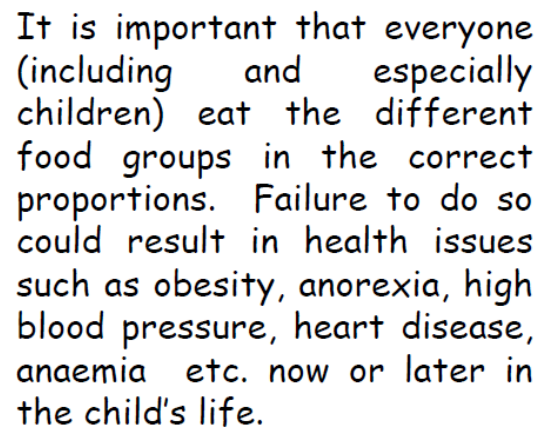 It is important that everyone
(including and especially
children) eat the different
food groups in the correct
proportions. Failure to do so
could result in health issues
such as obesity, anorexia, high
blood pressure, heart disease,
anaemia etc. now or later in
the child's life.